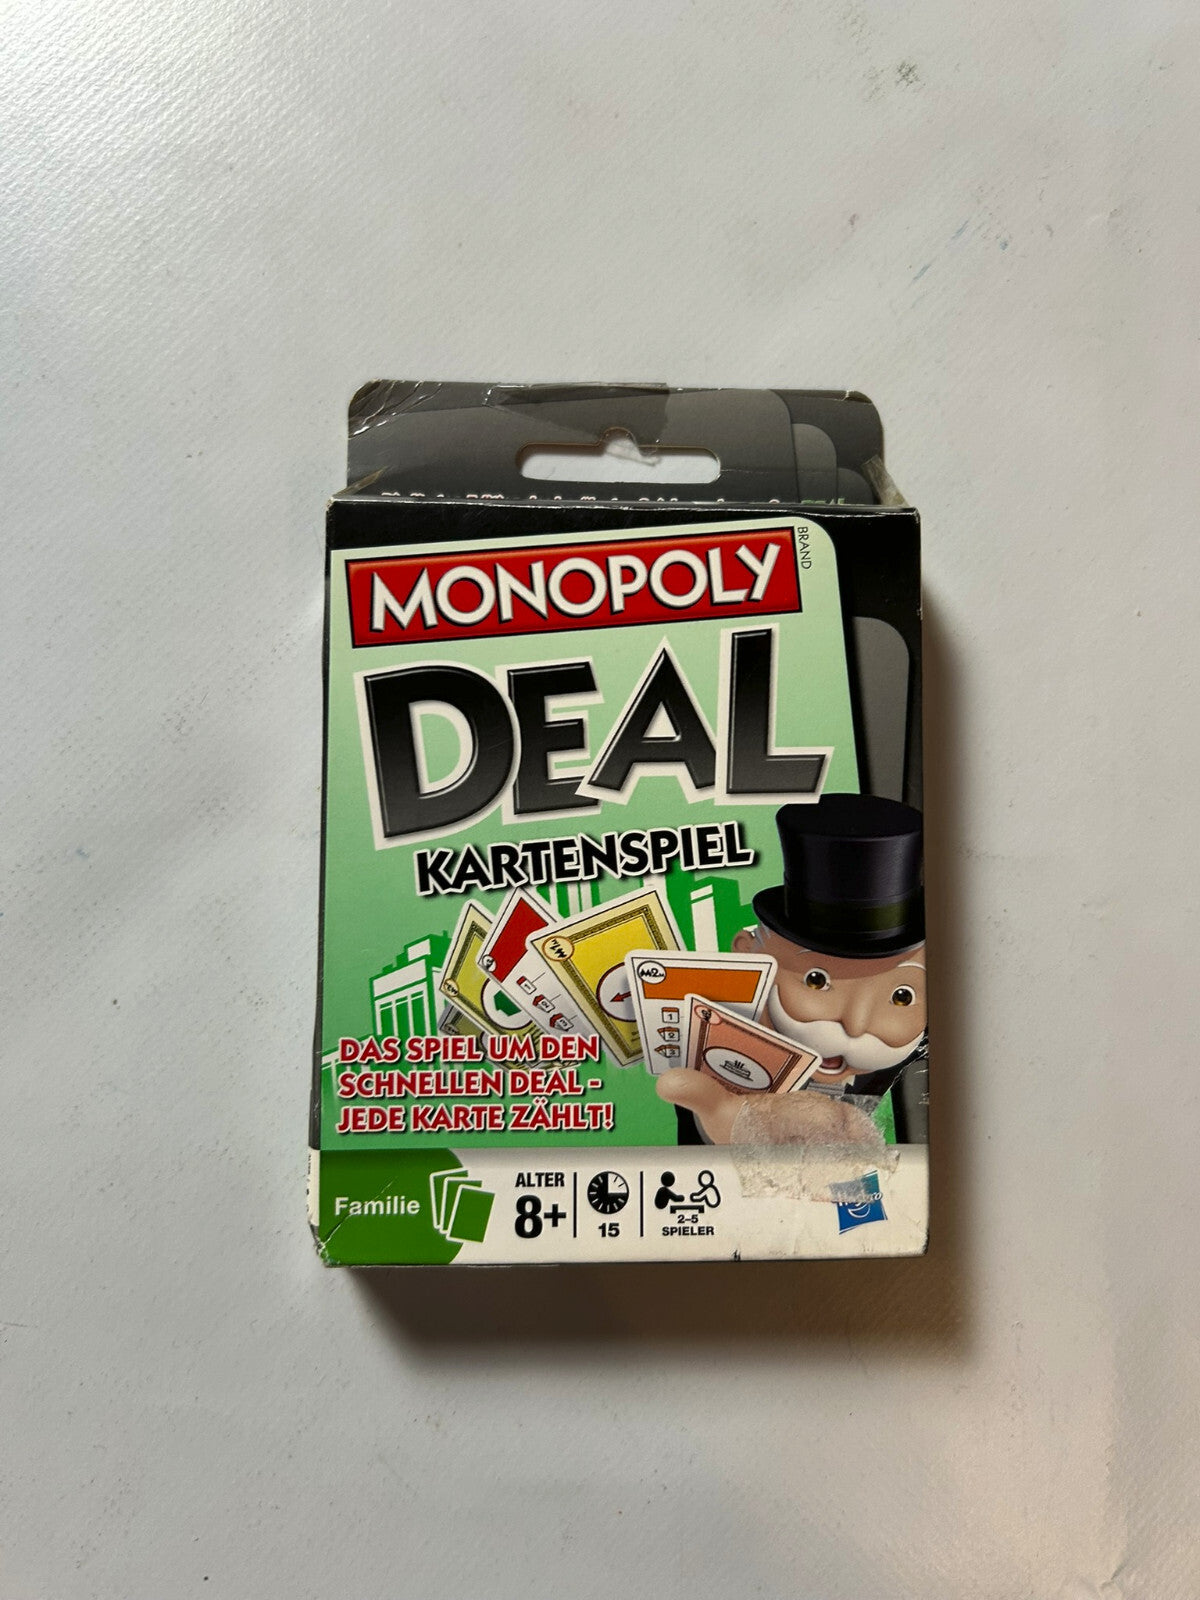 MONOPOLY
BRAND
DEAL
KARTENSPIEL
DAS SPIEL UM DEN
SCHNELLEN DEAL -
JEDE KARTE ZÄHLT!
Familie
ALTER
8+
15
2-5
SPIELER
Hasbro